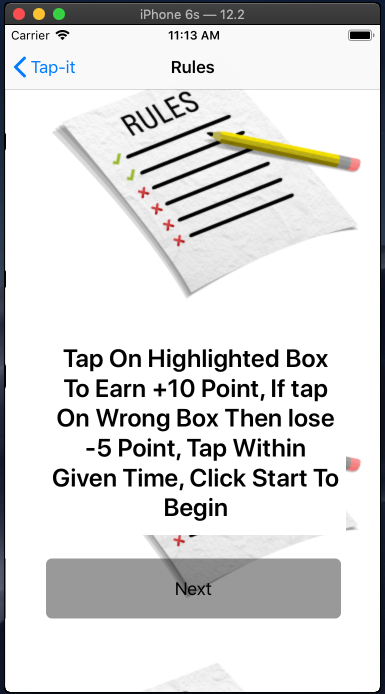 iPhone 6s — 12.2
Carrier 11:13 AM
Tap-it Rules
RULES
Tap On Highlighted Box
To Earn +10 Point, If tap
On Wrong Box Then lose
-5 Point, Tap Within
Given Time, Click Start To
Begin
Next